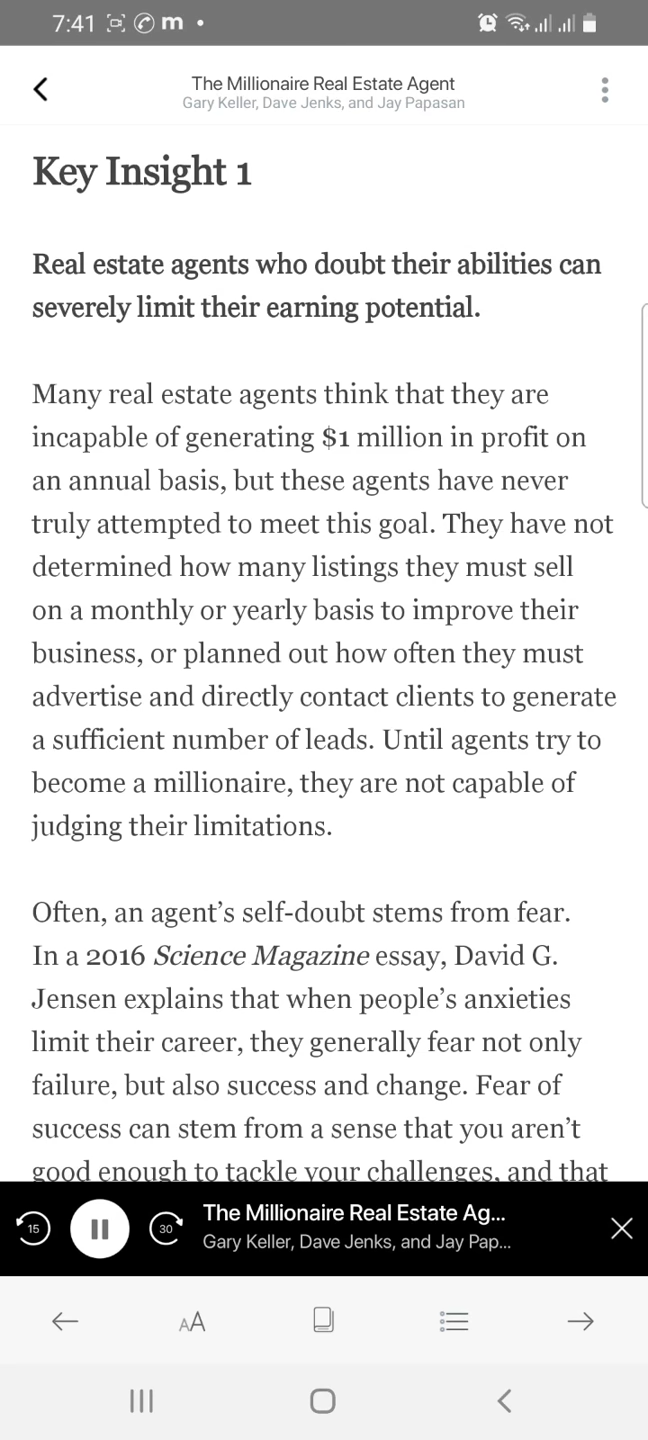 7:41 m
The Millionaire Real Estate Agent
Gary Keller, Dave Jenks, and Jay Papasan
Key Insight 1
Real estate agents who doubt their abilities can
severely limit their earning potential.
Many real estate agents think that they are
incapable of generating $1 million in profit on
an annual basis, but these agents have never
truly attempted to meet this goal. They have not
determined how many listings they must sell
on a monthly or yearly basis to improve their
business, or planned out how often they must
advertise and directly contact clients to generate
a sufficient number of leads. Until agents try to
become a millionaire, they are not capable of
judging their limitations.
Often, an agent’s self-doubt stems from fear.
In a 2016 Science Magazine essay, David G.
Jensen explains that when people’s anxieties
limit their career, they generally fear not only
failure, but also success and change. Fear of
success can stem from a sense that you aren’t
good enough to tackle your challenges, and that
15 30 The Millionaire Real Estate Ag...
Gary Keller, Dave Jenks, and Jay Pap...
AA